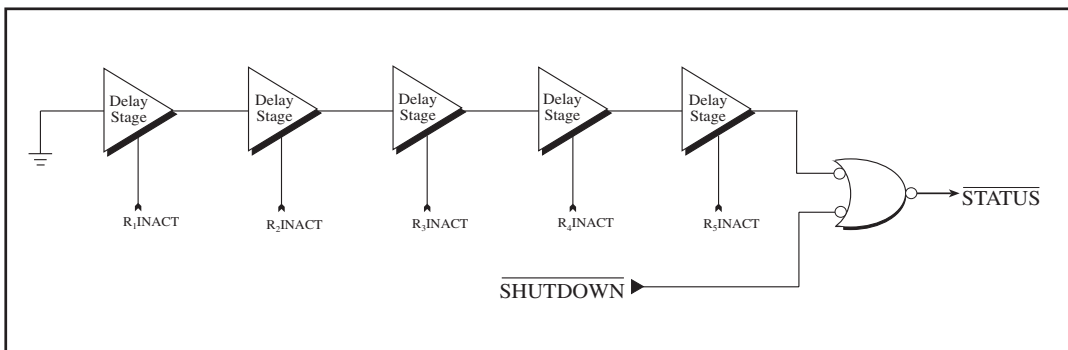 Delay
Stage
Delay
Stage
Delay
Stage
Delay
Stage
Delay
Stage
R₁INACT
R₂INACT
R₃INACT
R₄INACT
R₅INACT
STATUS
SHUTDOWN